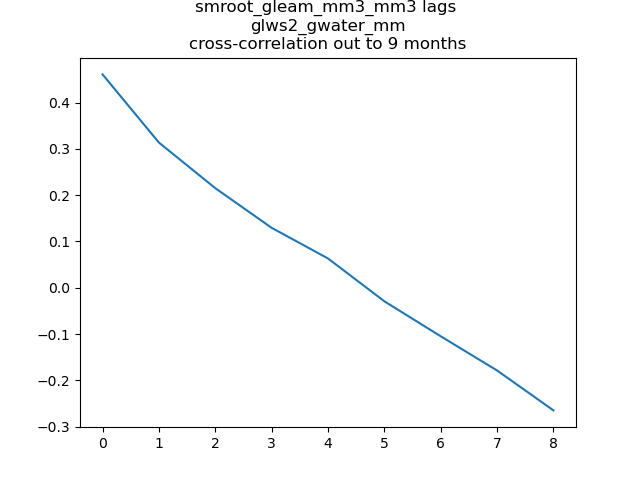 smroot_gleam_mm3_mm3 lags
glws2_gwater_mm
cross-correlation out to 9 months
0.4
0.3
0.2
0.1
0.0
−0.1
−0.2
−0.3
0 1 2 3 4 5 6 7 8